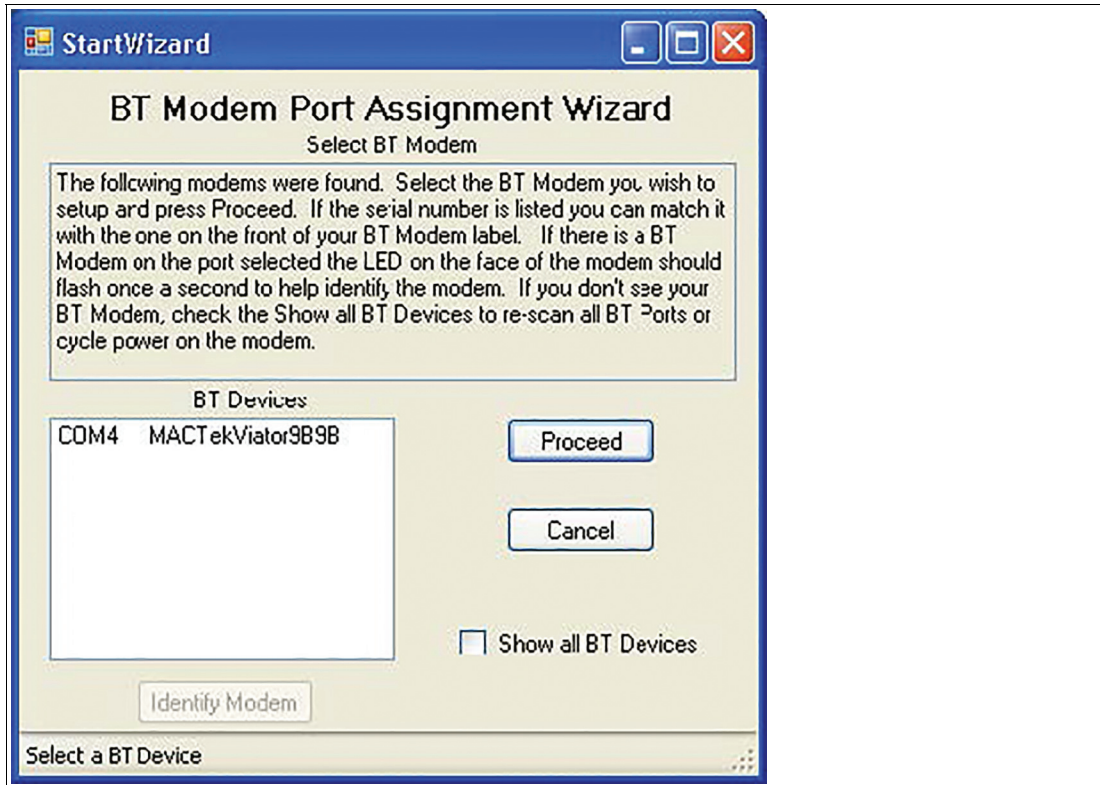 StartWizard
BT Modem Port Assignment Wizard
Select BT Modem
The following modems were found. Select the BT Modem you wish to
setup and press Proceed. If the serial number is listed you can match it
with the one on the front of your BT Modem label. If there is a BT
Modem on the port selected the LED on the face of the modem should
flash once a second to help identify the modem. If you don't see your
BT Modem, check the Show all BT Devices to re-scan all BT Ports or
cycle power on the modem.
BT Devices
COM4 MACTekViator9B9B
Proceed
Cancel
Show all BT Devices
Identify Modem
Select a BT Device